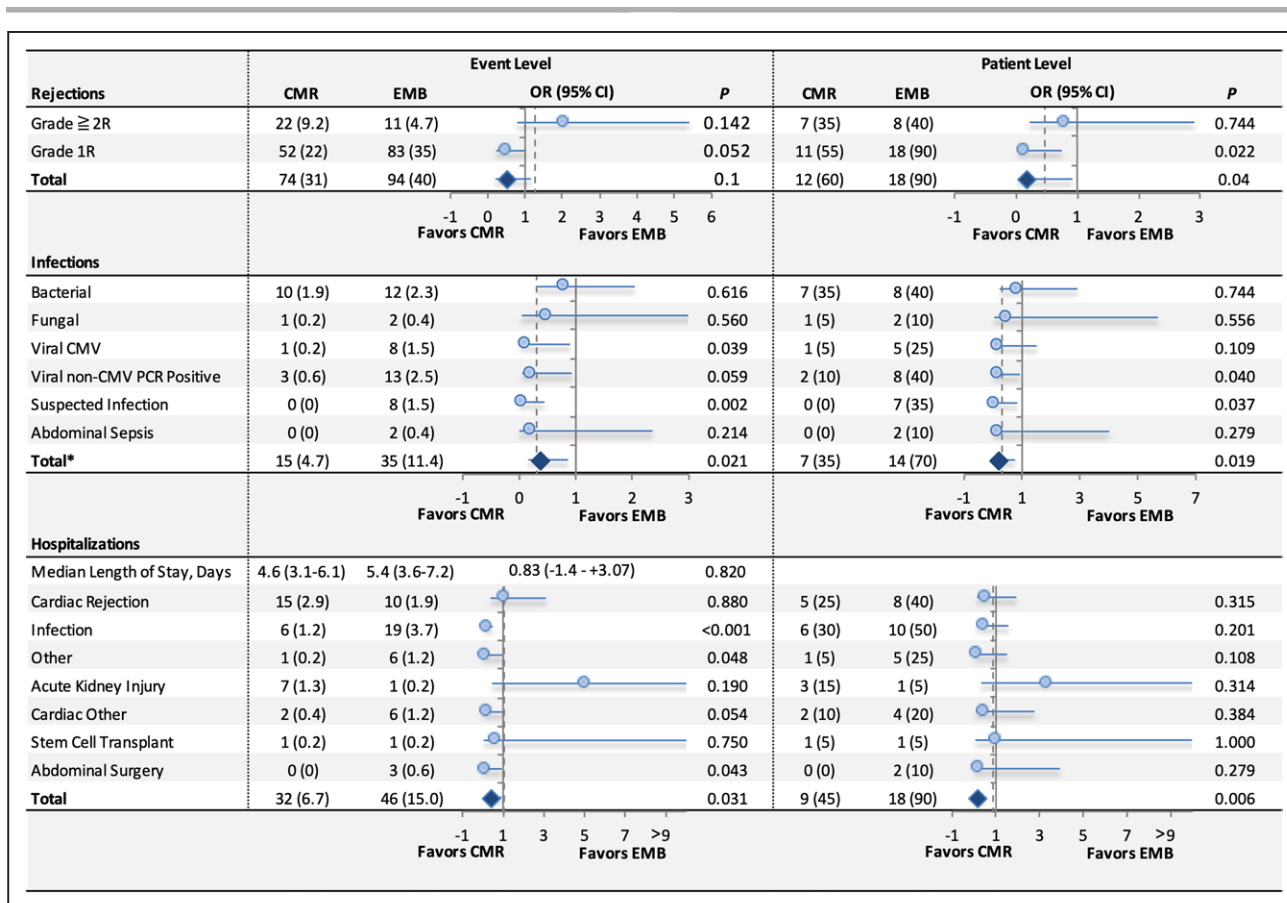 Event Level Patient Level
Rejections CMR EMB OR (95% CI) P CMR EMB OR (95% CI) P
Grade ≧ 2R 22 (9.2) 11 (4.7) 0.142 7 (35) 8 (40) 0.744
Grade 1R 52 (22) 83 (35) 0.052 11 (55) 18 (90) 0.022
Total 74 (31) 94 (40) 0.1 12 (60) 18 (90) 0.04
-1 0 1 2 3 4 5 6 -1 0 1 2 3
Favors CMR Favors EMB Favors CMR Favors EMB
Infections
Bacterial 10 (1.9) 12 (2.3) 0.616 7 (35) 8 (40) 0.744
Fungal 1 (0.2) 2 (0.4) 0.560 1 (5) 2 (10) 0.556
Viral CMV 1 (0.2) 8 (1.5) 0.039 1 (5) 5 (25) 0.109
Viral non-CMV PCR Positive 3 (0.6) 13 (2.5) 0.059 2 (10) 8 (40) 0.040
Suspected Infection 0 (0) 8 (1.5) 0.002 0 (0) 7 (35) 0.037
Abdominal Sepsis 0 (0) 2 (0.4) 0.214 0 (0) 2 (10) 0.279
Total* 15 (4.7) 35 (11.4) 0.021 7 (35) 14 (70) 0.019
-1 0 1 2 3 -1 1 3 5 7
Favors CMR Favors EMB Favors CMR Favors EMB
Hospitalizations
Median Length of Stay, Days 4.6 (3.1-6.1) 5.4 (3.6-7.2) 0.83 (-1.4 - +3.07) 0.820
Cardiac Rejection 15 (2.9) 10 (1.9) 0.880 5 (25) 8 (40) 0.315
Infection 6 (1.2) 19 (3.7) <0.001 6 (30) 10 (50) 0.201
Other 1 (0.2) 6 (1.2) 0.048 1 (5) 5 (25) 0.108
Acute Kidney Injury 7 (1.3) 1 (0.2) 0.190 3 (15) 1 (5) 0.314
Cardiac Other 2 (0.4) 6 (1.2) 0.054 2 (10) 4 (20) 0.384
Stem Cell Transplant 1 (0.2) 1 (0.2) 0.750 1 (5) 1 (5) 1.000
Abdominal Surgery 0 (0) 3 (0.6) 0.043 0 (0) 2 (10) 0.279
Total 32 (6.7) 46 (15.0) 0.031 9 (45) 18 (90) 0.006
-1 1 3 5 7 >9 -1 1 3 5 7 >9
Favors CMR Favors EMB Favors CMR Favors EMB